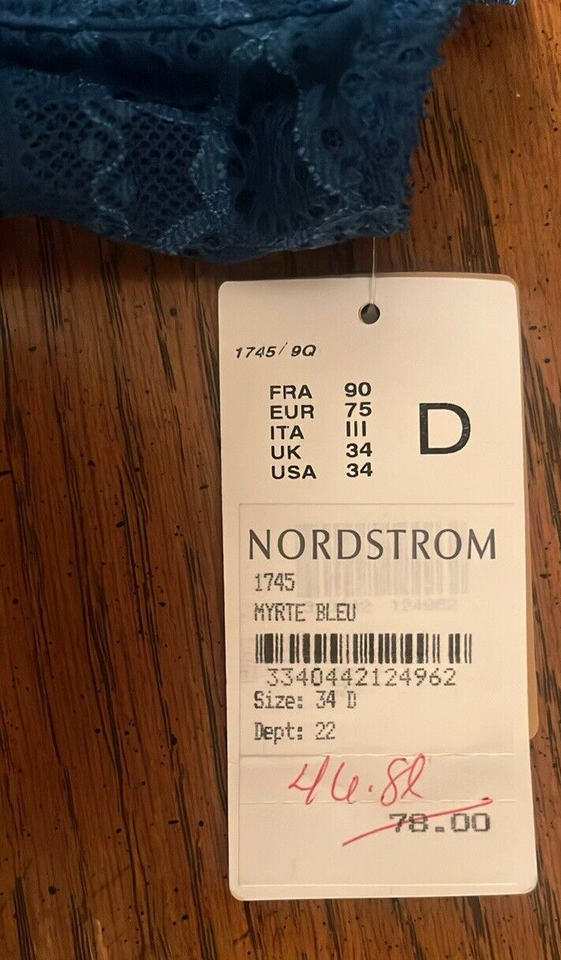 1745/9Q
FRA 90
EUR 75
ITA III
UK 34
USA 34
D
NORDSTROM
1745
MYRTE BLEU
3340442124962
Size: 34 D
Dept: 22
46.80
78.00